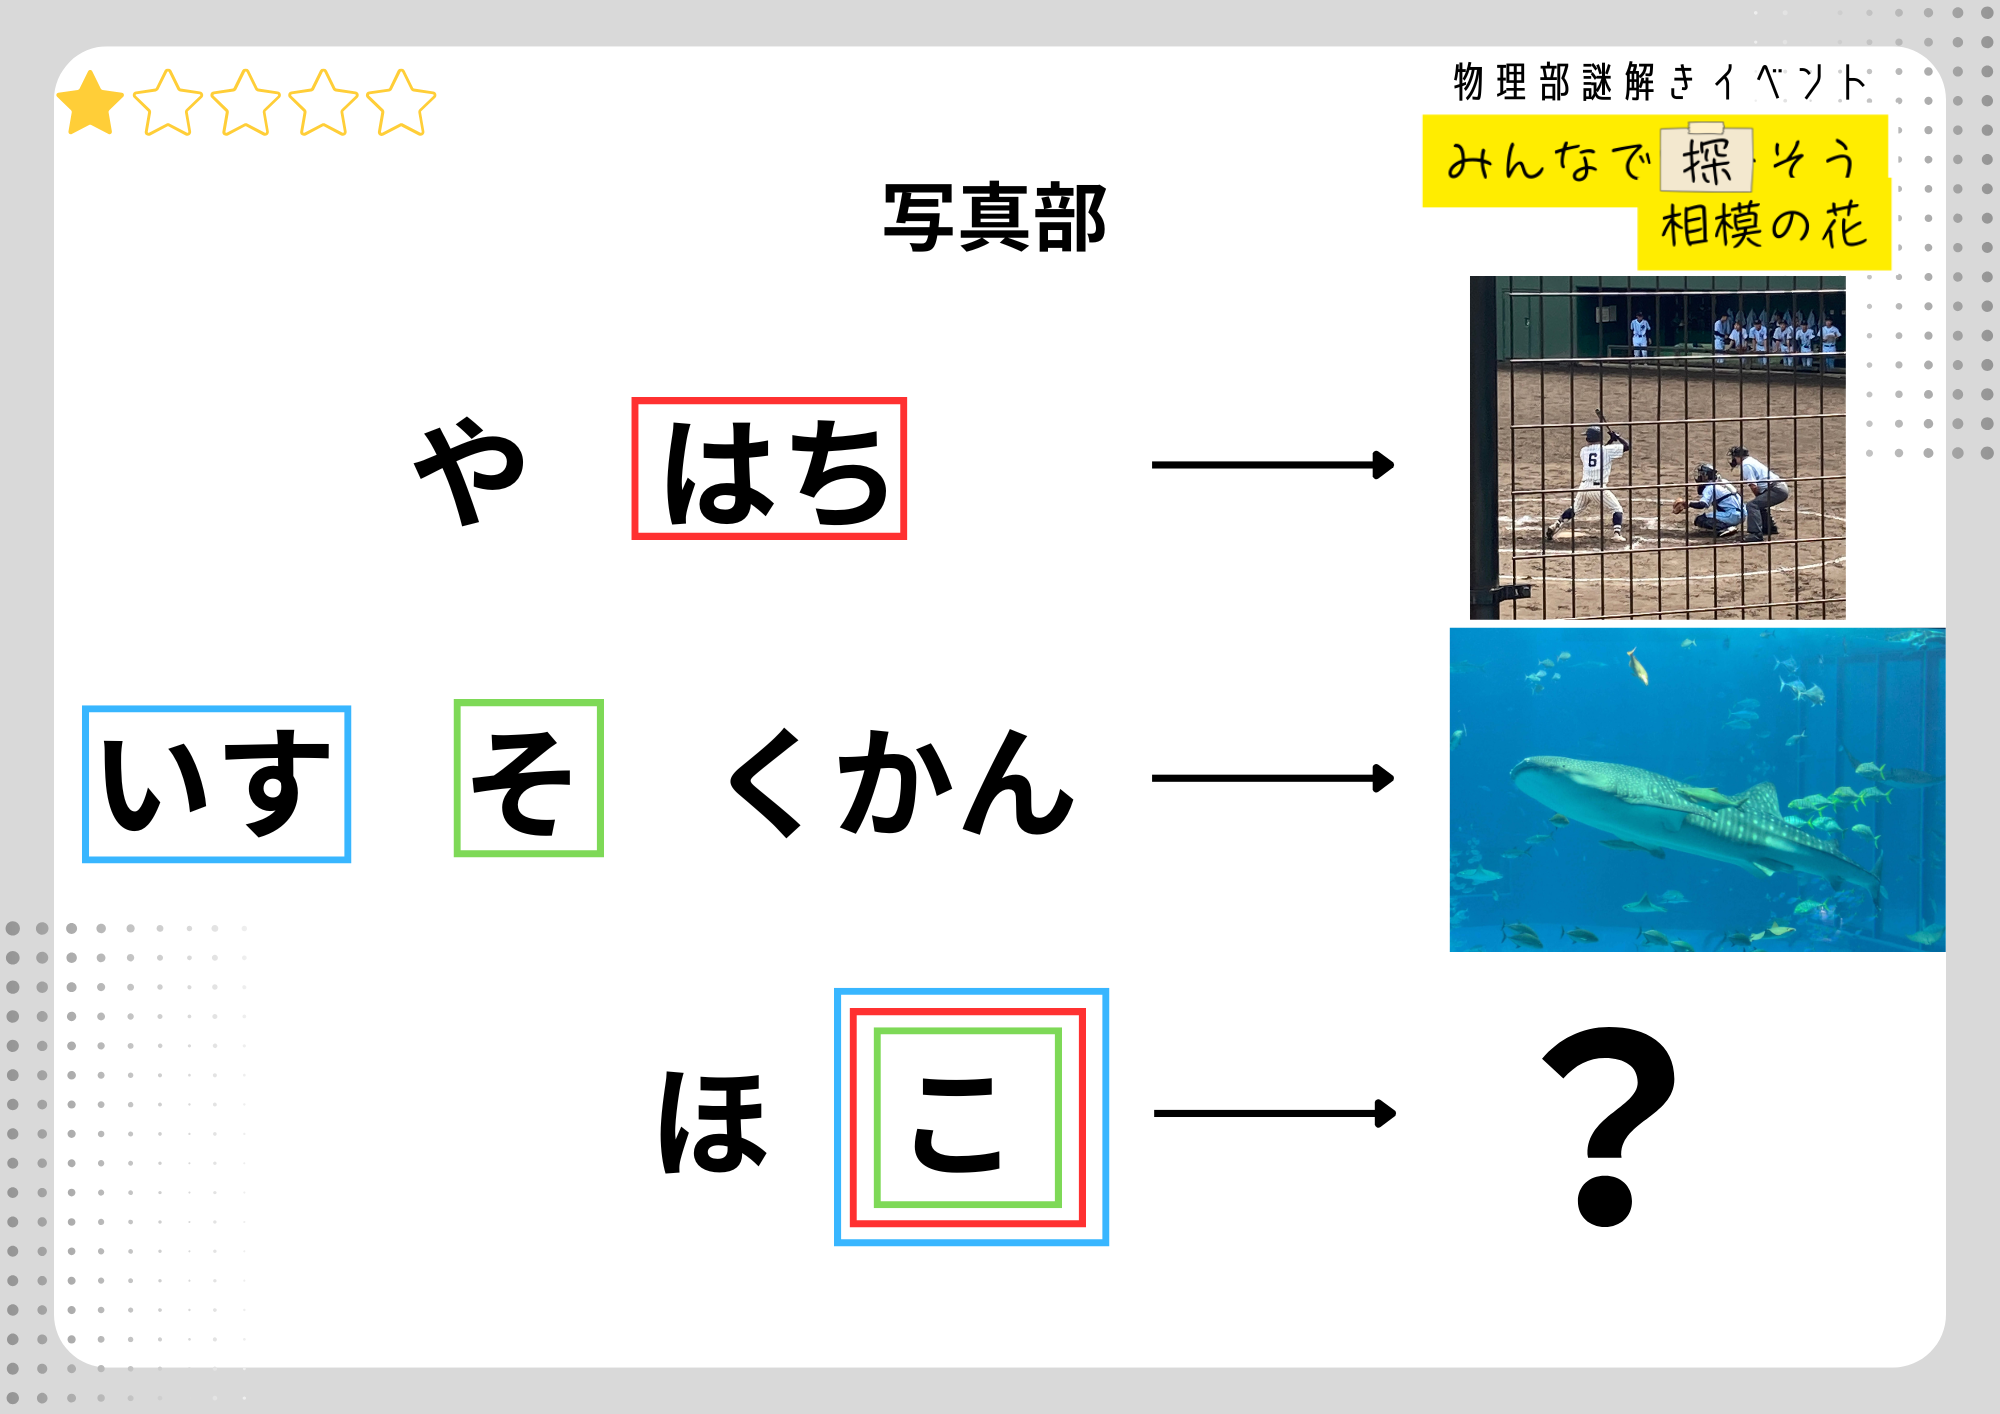 物理部謎解きイベント
みんなで探そう
相模の花
写真部
や はち
6
いす そ くかん
ほ こ
?